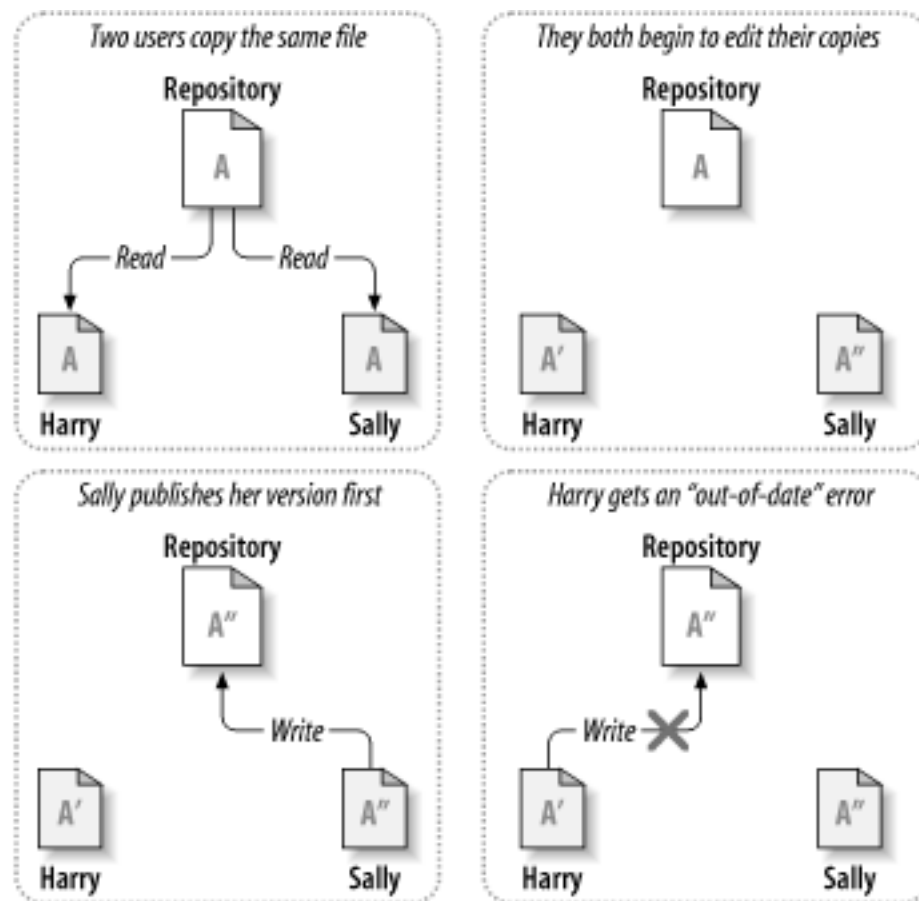 Two users copy the same file
Repository
A
Read Read
A A
Harry Sally
They both begin to edit their copies
Repository
A
A' A"
Harry Sally
Sally publishes her version first
Repository
A"
Write
A' A"
Harry Sally
Harry gets an “out-of-date” error
Repository
A"
Write
A' A"
Harry Sally